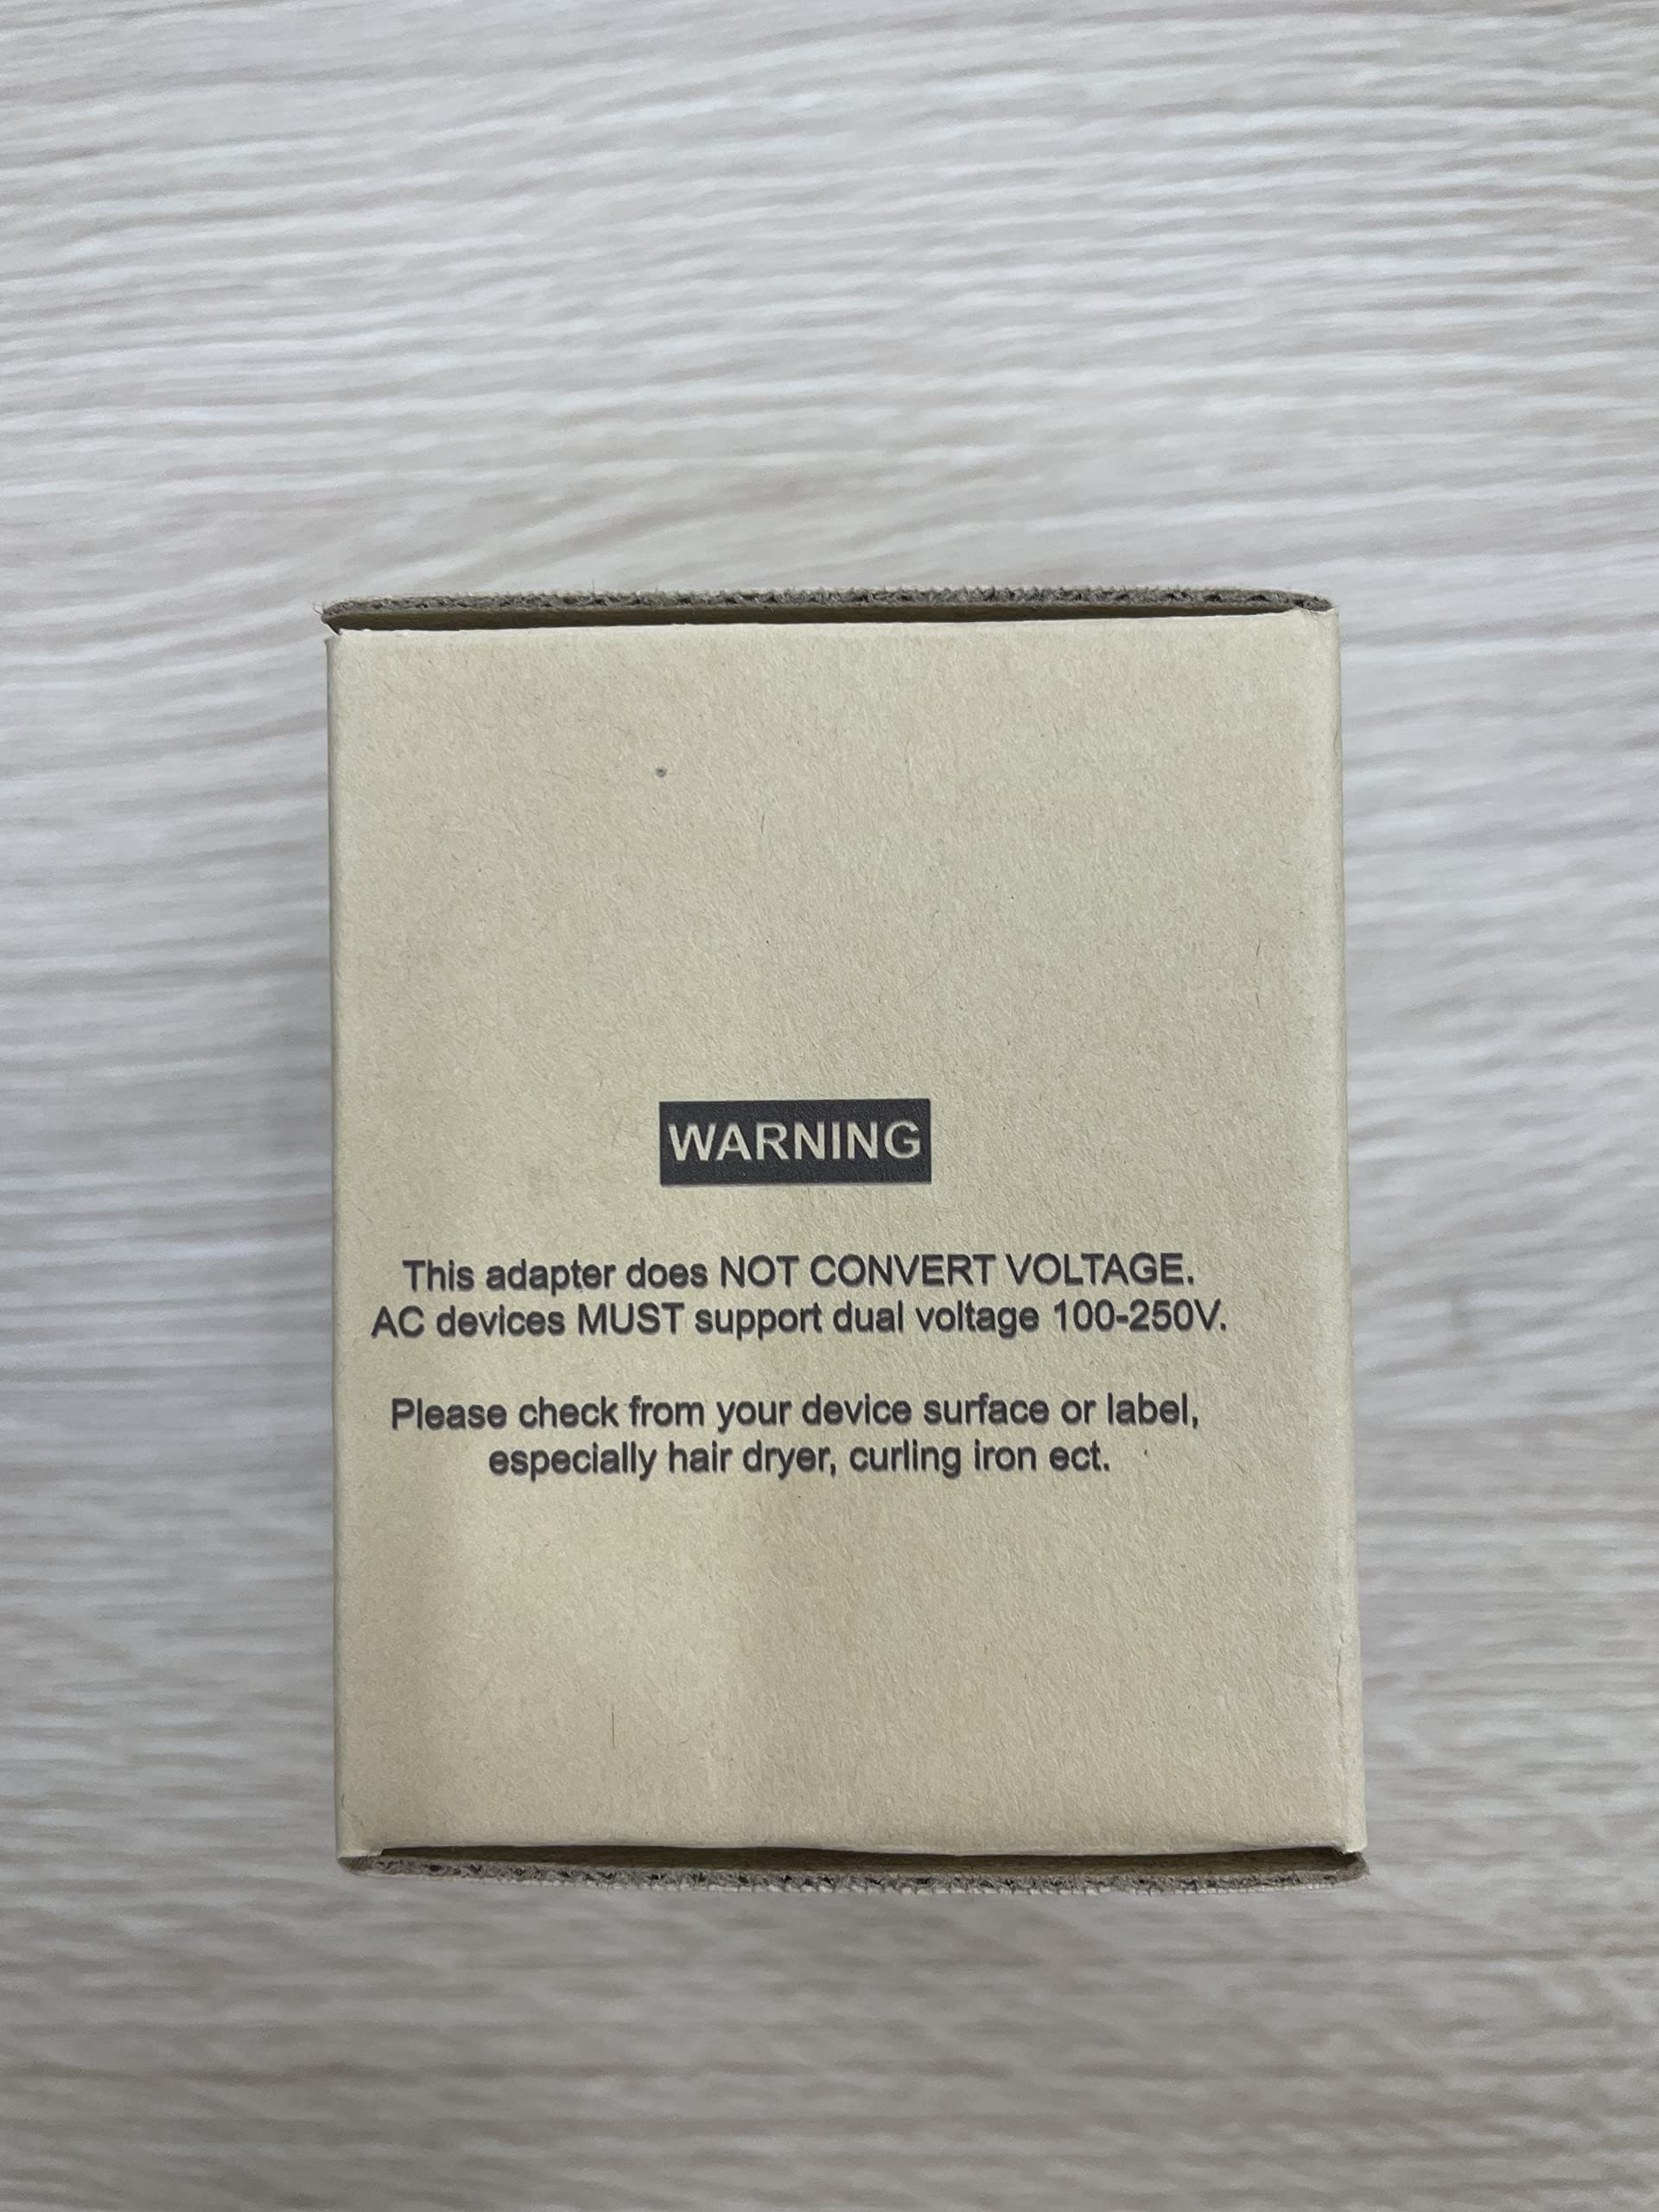 WARNING
This adapter does NOT CONVERT VOLTAGE.
AC devices MUST support dual voltage 100-250V.
Please check from your device surface or label,
especially hair dryer, curling iron ect.